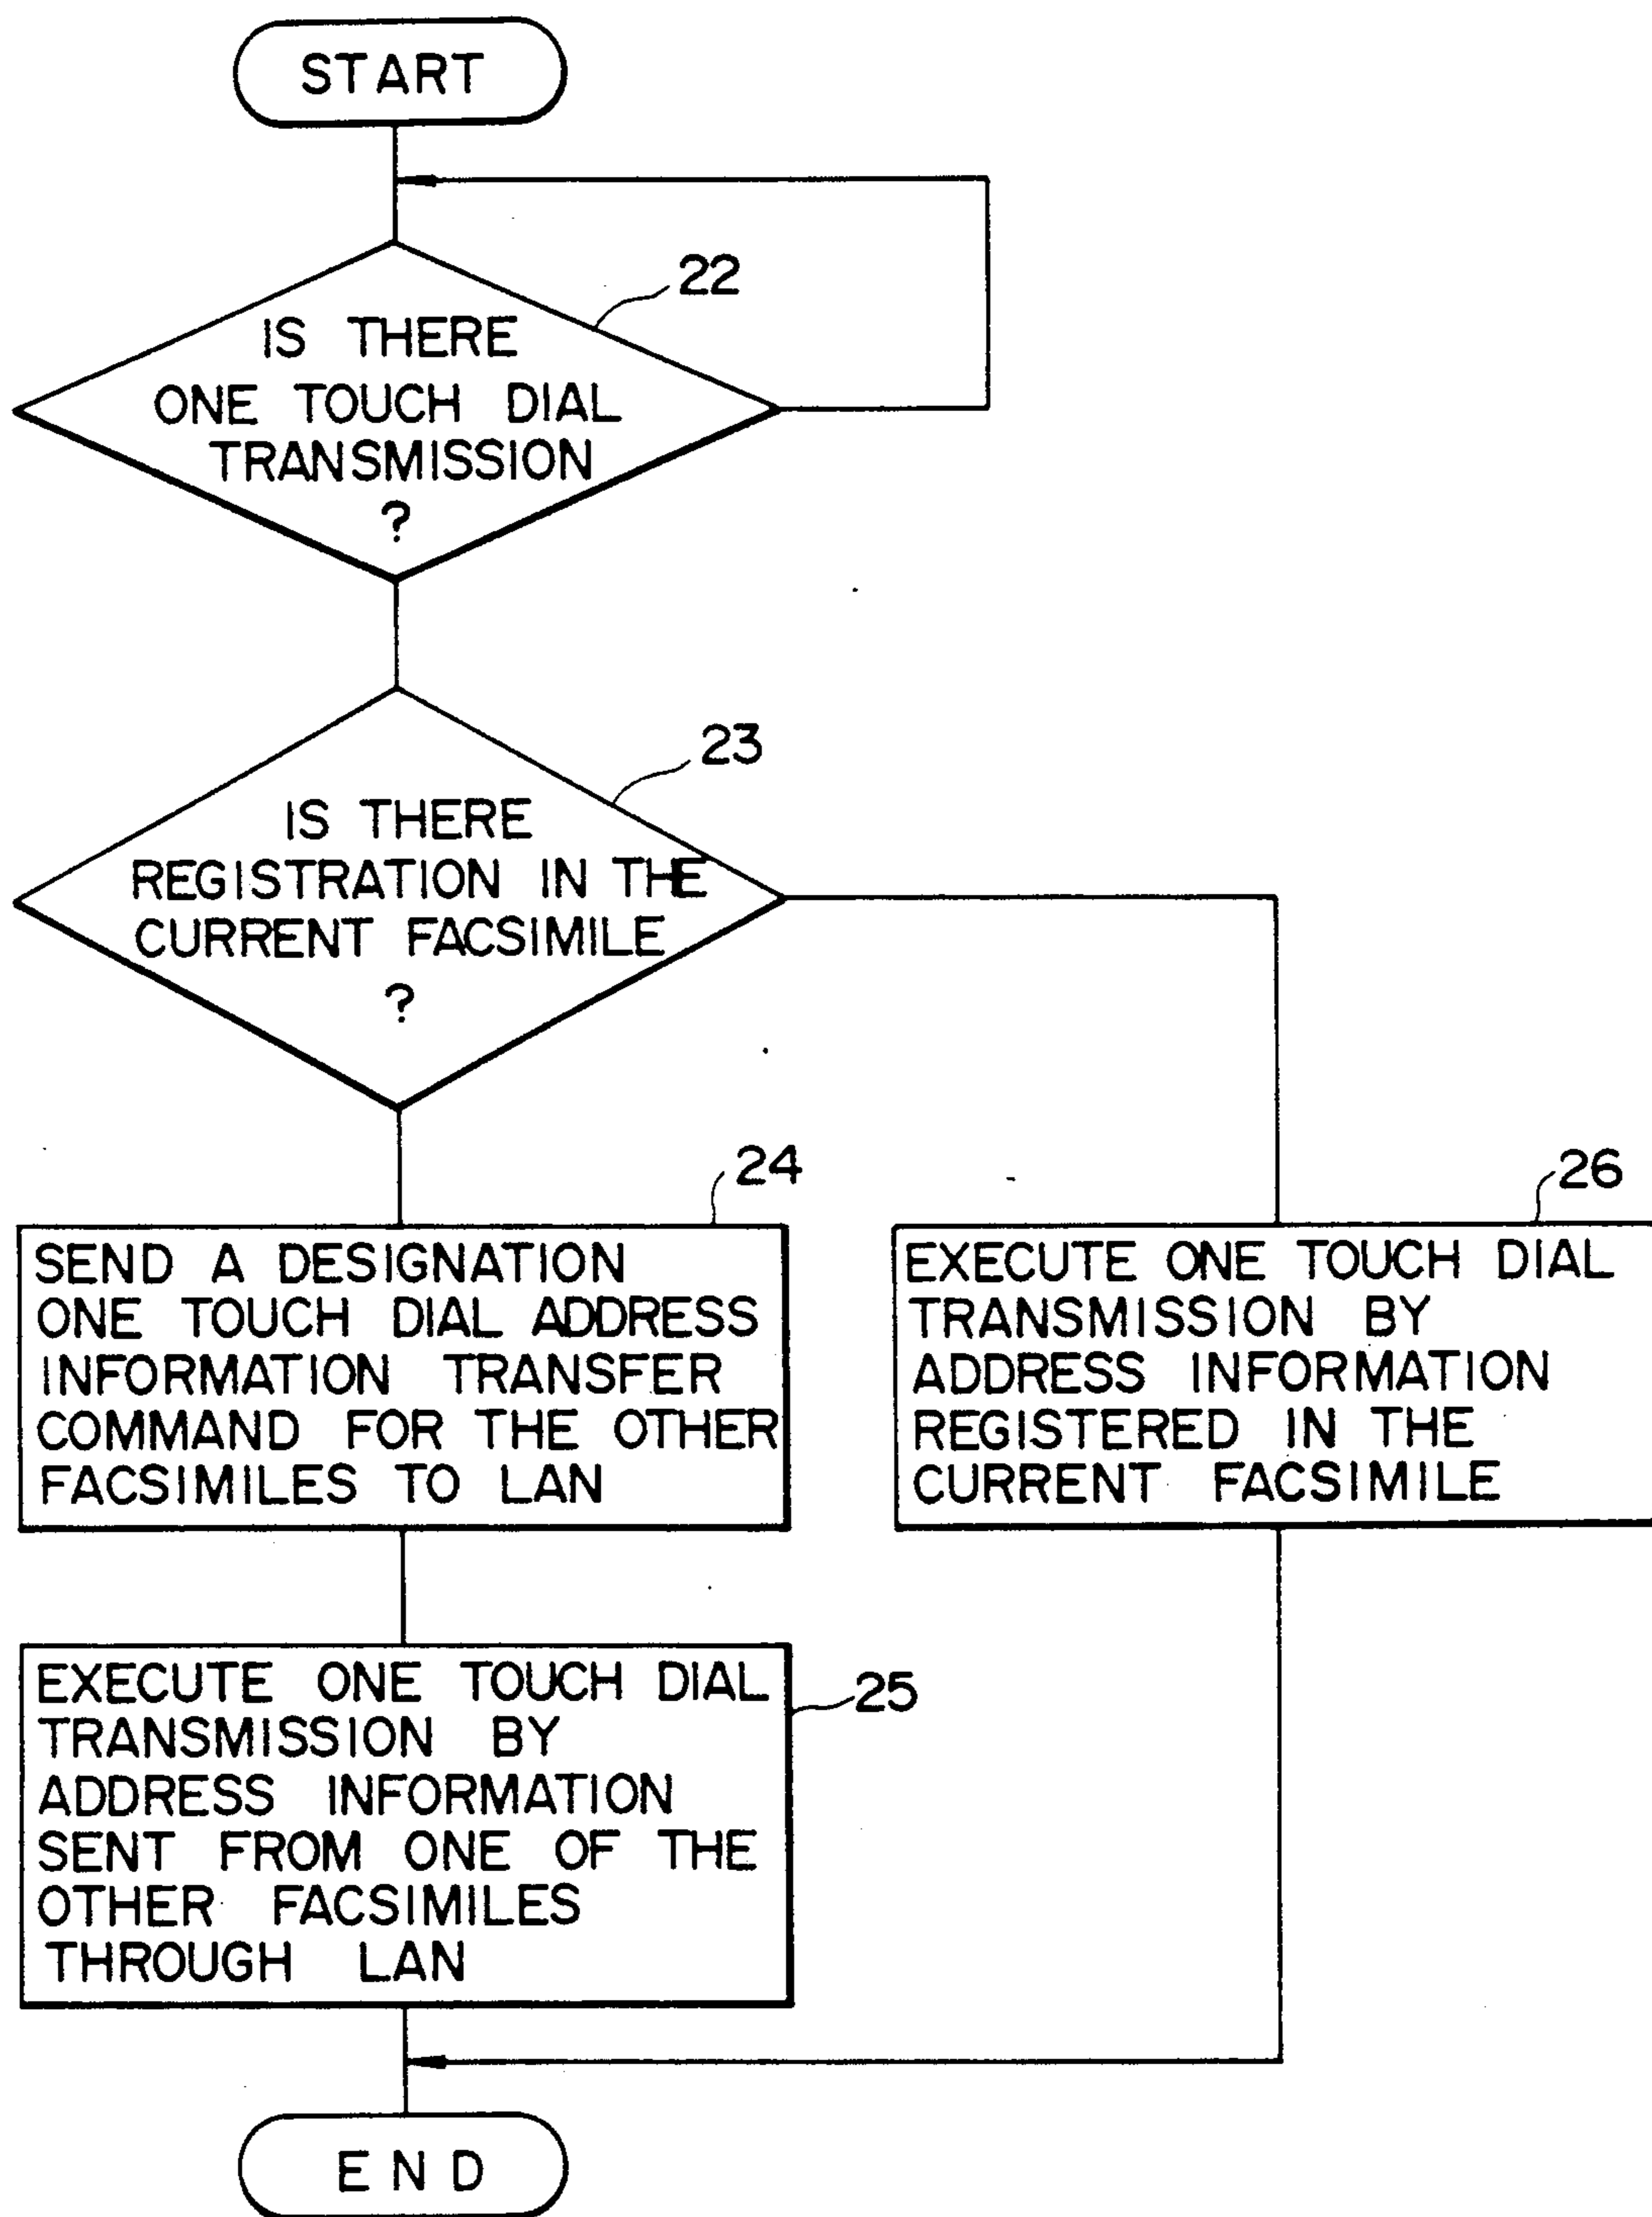 START
22
IS THERE
ONE TOUCH DIAL
TRANSMISSION
?
23
IS THERE
REGISTRATION IN THE
CURRENT FACSIMILE
?
24
SEND A DESIGNATION
ONE TOUCH DIAL ADDRESS
INFORMATION TRANSFER
COMMAND FOR THE OTHER
FACSIMILES TO LAN
26
EXECUTE ONE TOUCH DIAL
TRANSMISSION BY
ADDRESS INFORMATION
REGISTERED IN THE
CURRENT FACSIMILE
25
EXECUTE ONE TOUCH DIAL
TRANSMISSION BY
ADDRESS INFORMATION
SENT FROM ONE OF THE
OTHER FACSIMILES
THROUGH LAN
END